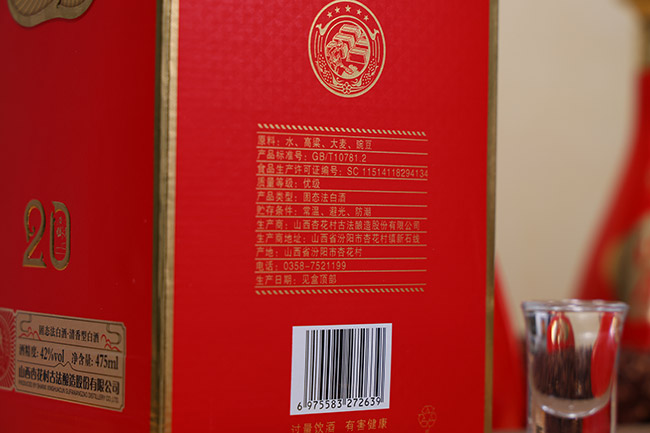 20
固态法白酒·清香型白酒
酒精度: 42%vol 净含量: 475ml
山西杏花村古法酿造股份有限公司
原料: 水、高粱、大麦、豌豆
产品标准号: GB/T10781 2
食品生产许可证编号: SC 11514118294134
质量等级: 优级
产品类型: 固态法白酒
贮存条件: 常温、避光、防潮
生产商: 山西杏花村古法酿造股份有限公司
生产商地址: 山西省汾阳市杏花村镇新石线
产地: 山西省汾阳市杏花村
电话: 0358-7521199
生产日期: 见盒顶部
6 975583 272639
过量饮酒 有害健康